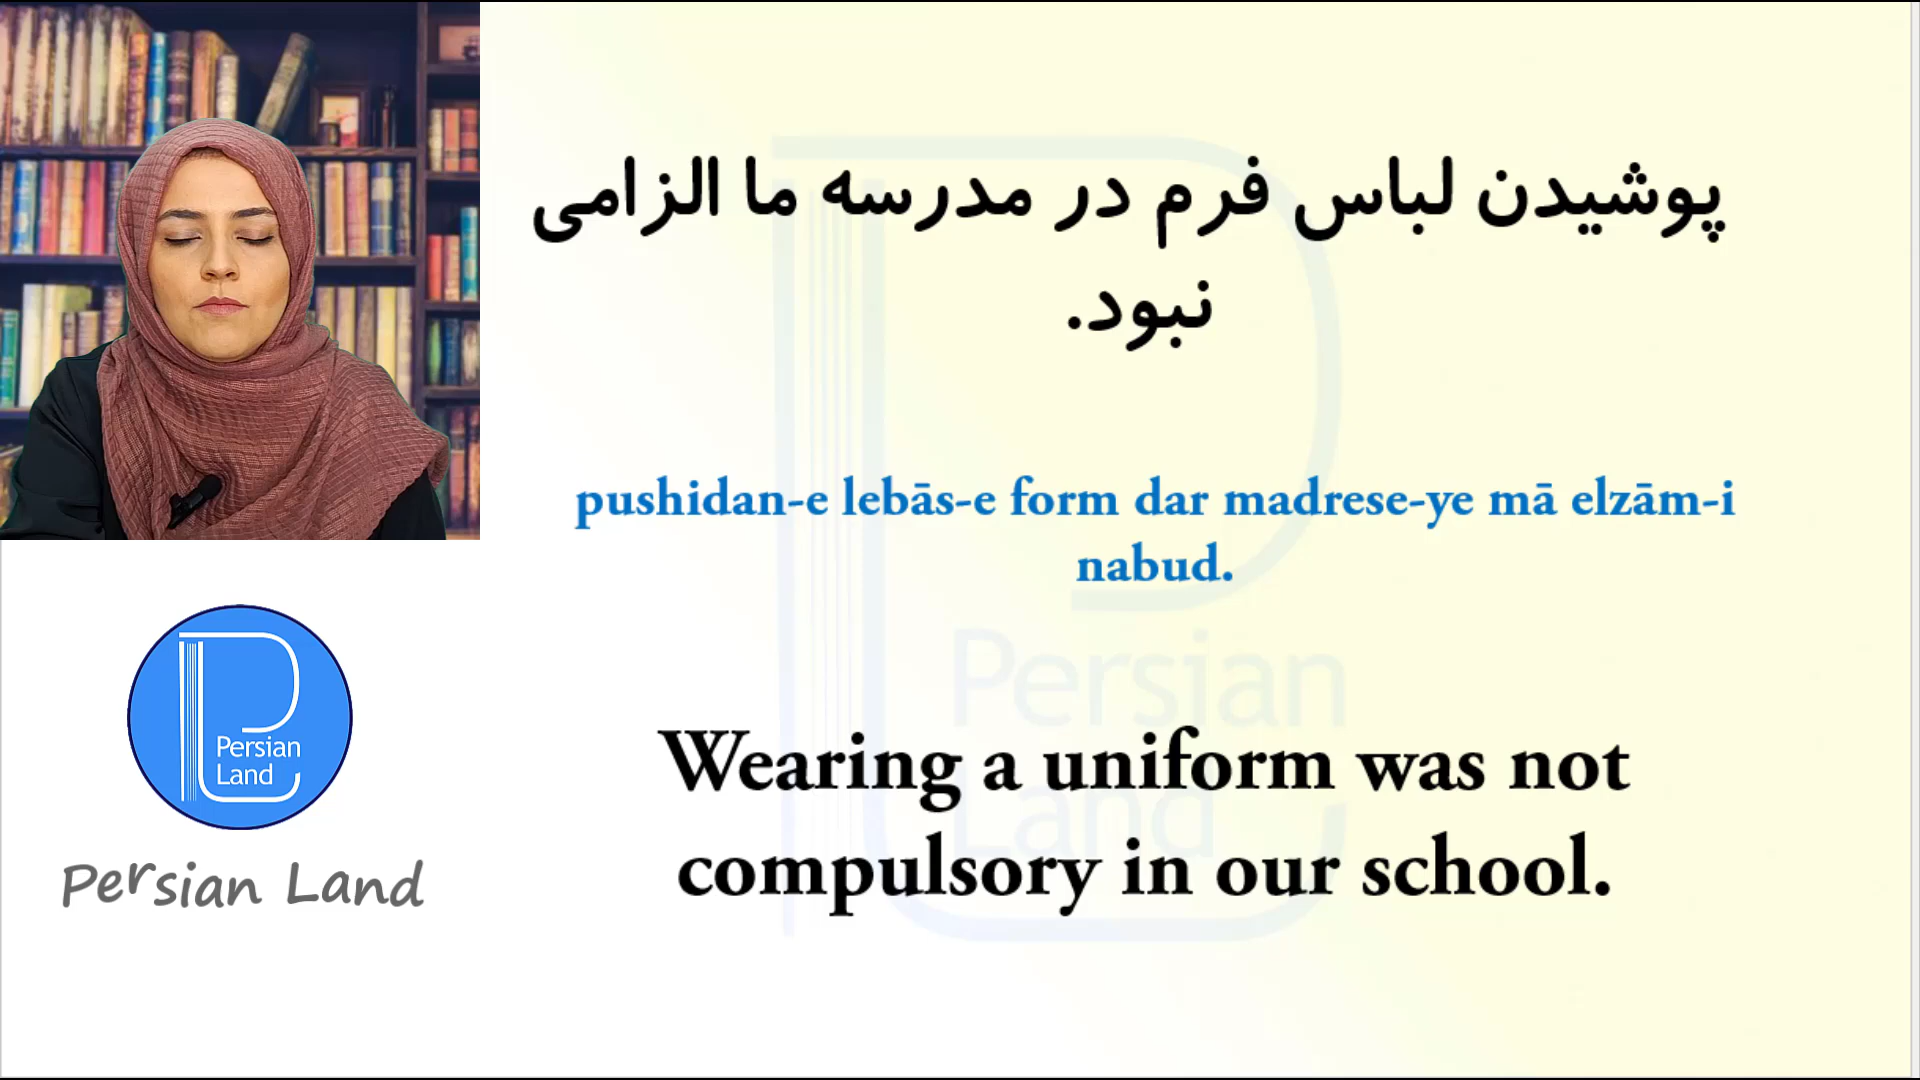 پوشیدن لباس فرم در مدرسه ما الزامی
نبود.
pushidan-e lebās-e form dar madrese-ye mā elzām-i
nabud.
Wearing a uniform was not
compulsory in our school.
Persian
Land
Persian
Land
Persian Land